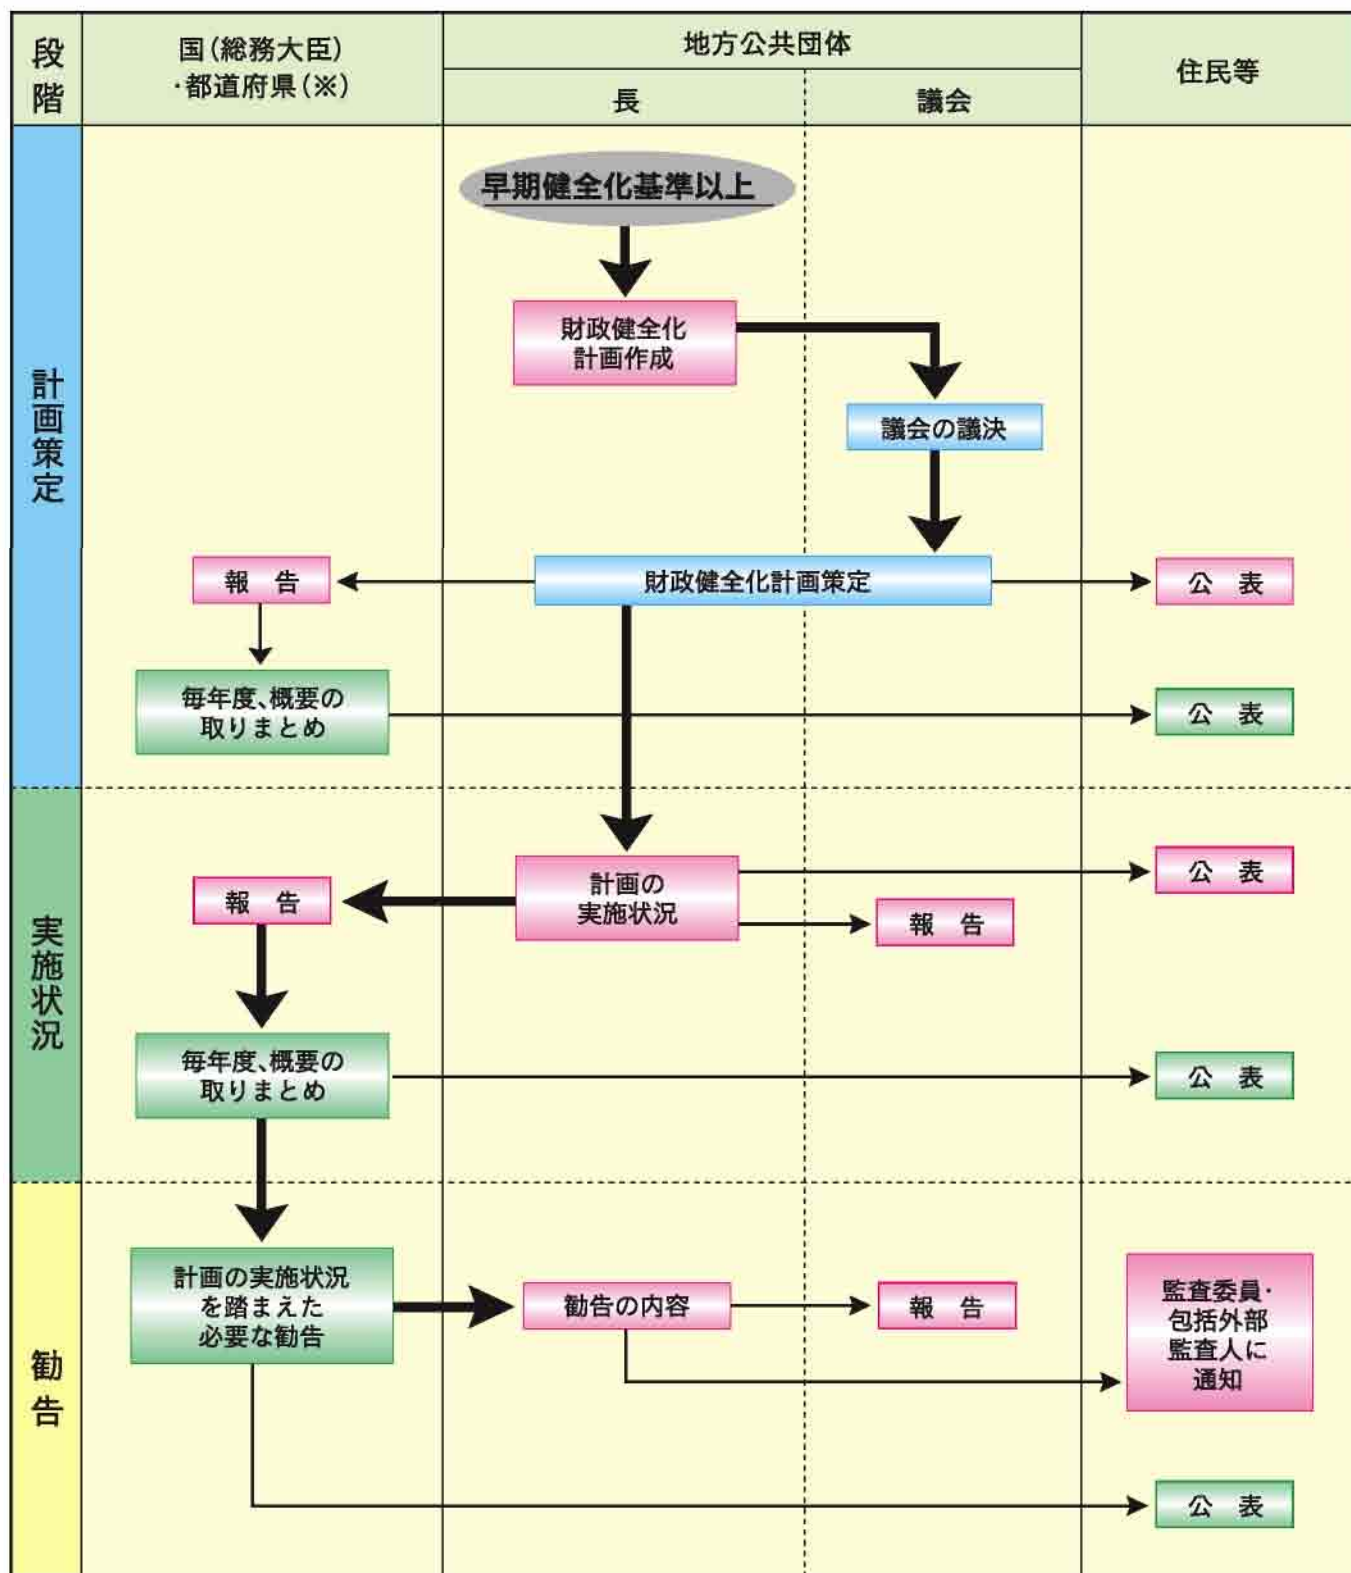 段階
国(総務大臣)
・都道府県(※)
地方公共団体
長
議会
住民等
計画策定
早期健全化基準以上
財政健全化
計画作成
議会の議決
報 告
財政健全化計画策定
公 表
毎年度、概要の
取りまとめ
公 表
実施状況
計画の
実施状況
公 表
報 告
報 告
毎年度、概要の
取りまとめ
公 表
勧告
計画の実施状況
を踏まえた
必要な勧告
勧告の内容
報 告
監査委員・
包括外部
監査人に
通知
公 表